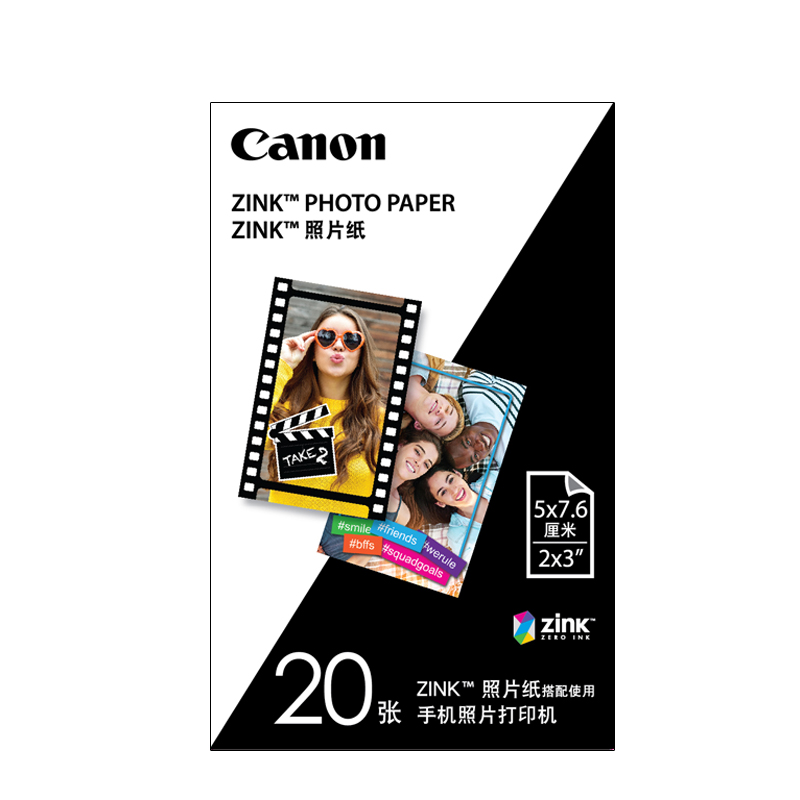 Canon
ZINK™ PHOTO PAPER
ZINK™ 照片纸
TAKE 2
#smile #friends #werule
#bffs #squadgoals
5x7.6
厘米
2x3”
zink™
ZERO INK
20张
ZINK™ 照片纸搭配使用
手机照片打印机